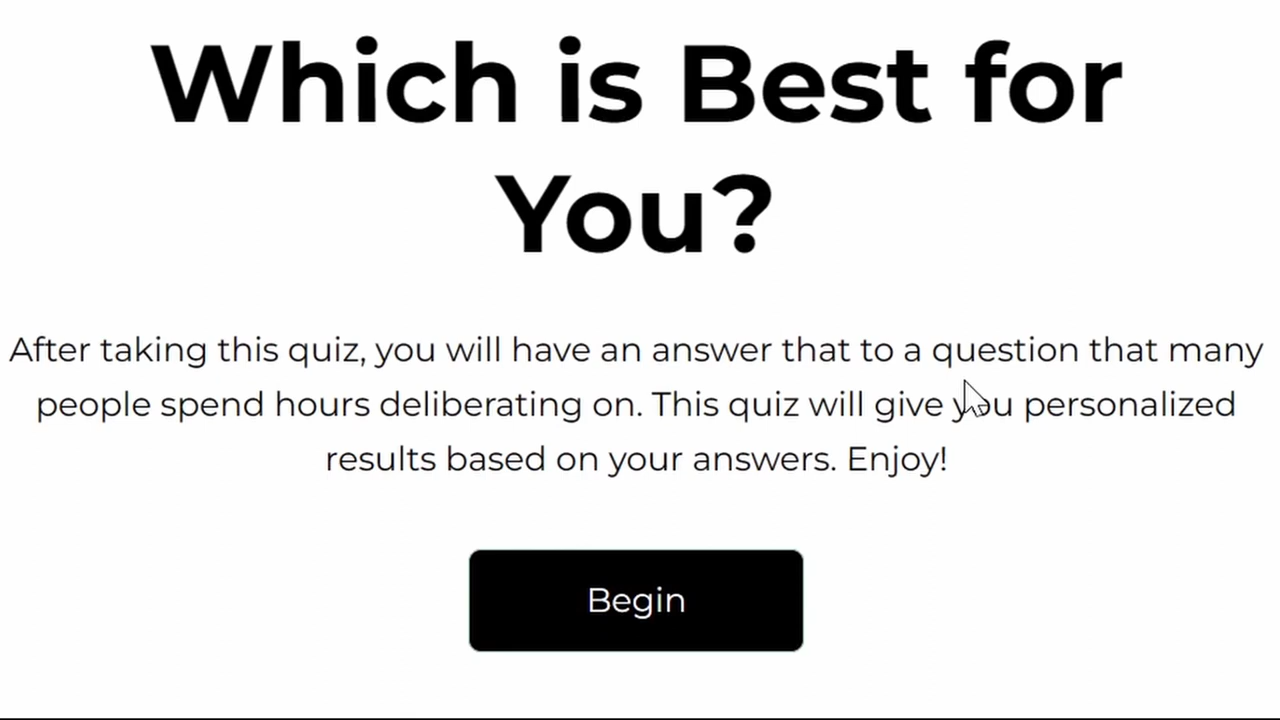 Which is Best for
You?
After taking this quiz, you will have an answer that to a question that many
people spend hours deliberating on. This quiz will give you personalized
results based on your answers. Enjoy!
Begin